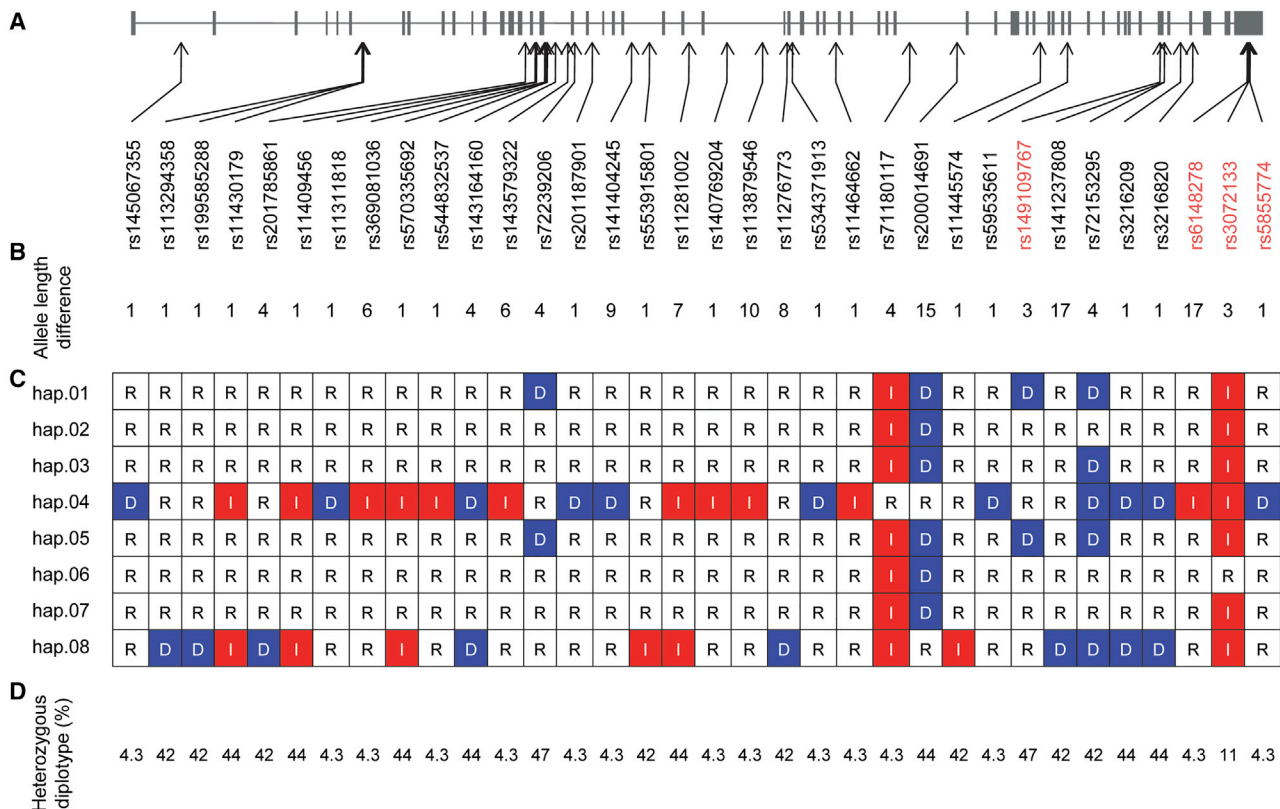 A
rs145067355
rs113294358
rs199585288
rs11430179
rs201785861
rs11409456
rs11311818
rs369081036
rs570335692
rs544832537
rs143164160
rs143579322
rs72239206
rs201187901
rs141404245
rs553915801
rs11281002
rs140769204
rs113879546
rs11276773
rs534371913
rs11464662
rs71180117
rs200014691
rs11445574
rs59535611
rs149109767
rs141237808
rs72153295
rs3216209
rs3216820
rs6148278
rs3072133
rs5855774
B
Allele length
difference
1 1 1 1 4 1 1 6 1 1 4 6 4 1 9 1 7 1 10 8 1 1 4 15 1 1 3 17 4 1 1 17 3 1
C
hap.01 R R R R R R R R R R R R D R R R R R R R R R I D R R D R D R R R I R
hap.02 R R R R R R R R R R R R R R R R R R R R R R I D R R R R R R R R I R
hap.03 R R R R R R R R R R R R R R R R R R R R R R I D R R R R D R R R I R
hap.04 D R R I R I D I I I D I R D D R I I I R D I R R R D R R D D D I I D
hap.05 R R R R R R R R R R R R D R R R R R R R R R I D R R D R D R R R I R
hap.06 R R R R R R R R R R R R R R R R R R R R R R I D R R R R R R R R R R
hap.07 R R R R R R R R R R R R R R R R R R R R R R I D R R R R R R R R I R
hap.08 R D D I D I R R I R D R R R R I I R R D R R I R I R R D D D D R I R
D
Heterozygous
diplotype (%)
4.3 42 42 44 42 44 4.3 4.3 44 4.3 44 4.3 47 4.3 4.3 42 44 4.3 4.3 42 4.3 4.3 4.3 44 42 4.3 47 42 42 44 44 4.3 11 4.3